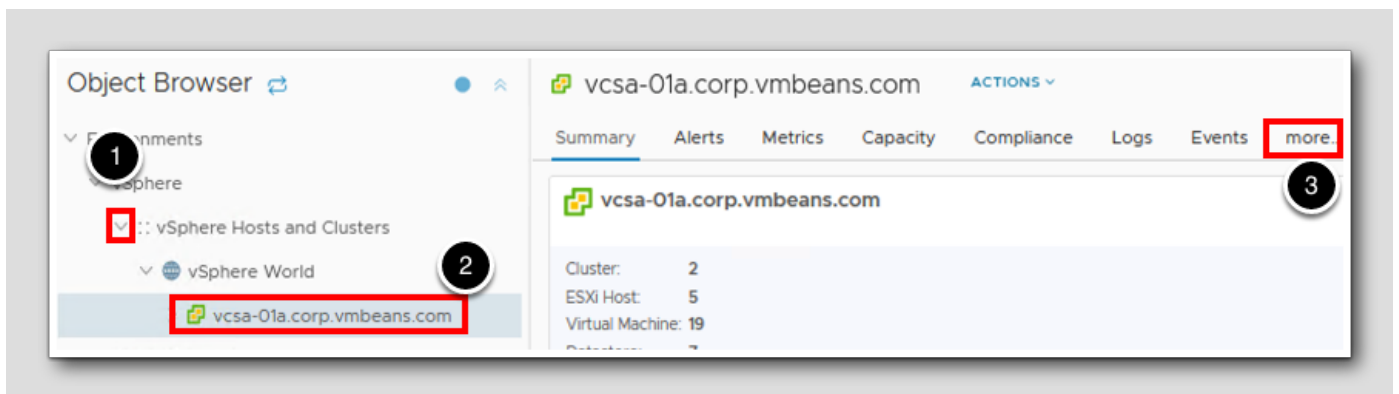 Object Browser
vcsa-01a.corp.vmbeans.com ACTIONS
Summary Alerts Metrics Capacity Compliance Logs Events more..
1
vSphere Hosts and Clusters
vSphere World
2
vcsa-01a.corp.vmbeans.com
vcsa-01a.corp.vmbeans.com
3
Cluster: 2
ESXi Host: 5
Virtual Machine: 19